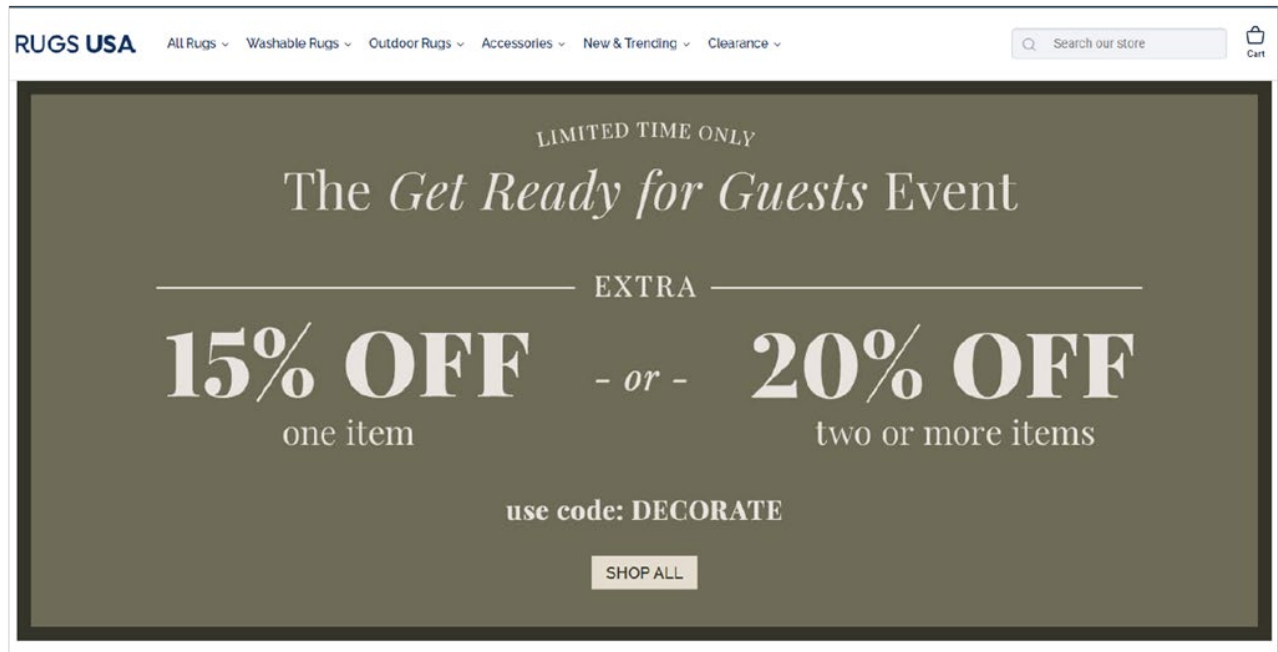 RUGS USA All Rugs Washable Rugs Outdoor Rugs Accessories New & Trending Clearance Search our store Cart
LIMITED TIME ONLY
The Get Ready for Guests Event
EXTRA
15% OFF - or - 20% OFF
one item two or more items
use code: DECORATE
SHOP ALL